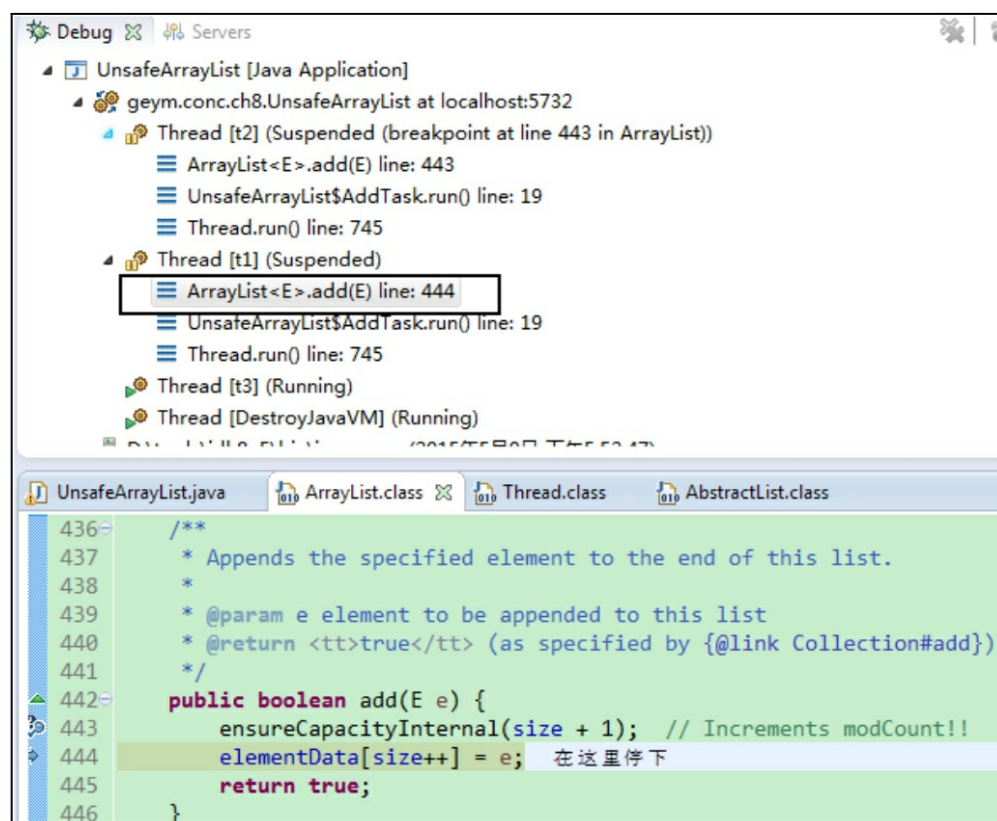 Debug Servers
UnsafeArrayList [Java Application]
geym.conc.ch8.UnsafeArrayList at localhost:5732
Thread [t2] (Suspended (breakpoint at line 443 in ArrayList))
ArrayList<E>.add(E) line: 443
UnsafeArrayList$AddTask.run() line: 19
Thread.run() line: 745
Thread [t1] (Suspended)
ArrayList<E>.add(E) line: 444
UnsafeArrayList$AddTask.run() line: 19
Thread.run() line: 745
Thread [t3] (Running)
Thread [DestroyJavaVM] (Running)
UnsafeArrayList.java ArrayList.class Thread.class AbstractList.class
436 /**
437 * Appends the specified element to the end of this list.
438 *
439 * @param e element to be appended to this list
440 * @return <tt>true</tt> (as specified by {@link Collection#add})
441 */
442 public boolean add(E e) {
443 ensureCapacityInternal(size + 1); // Increments modCount!!
444 elementData[size++] = e; 在这里停下
445 return true;
446 }